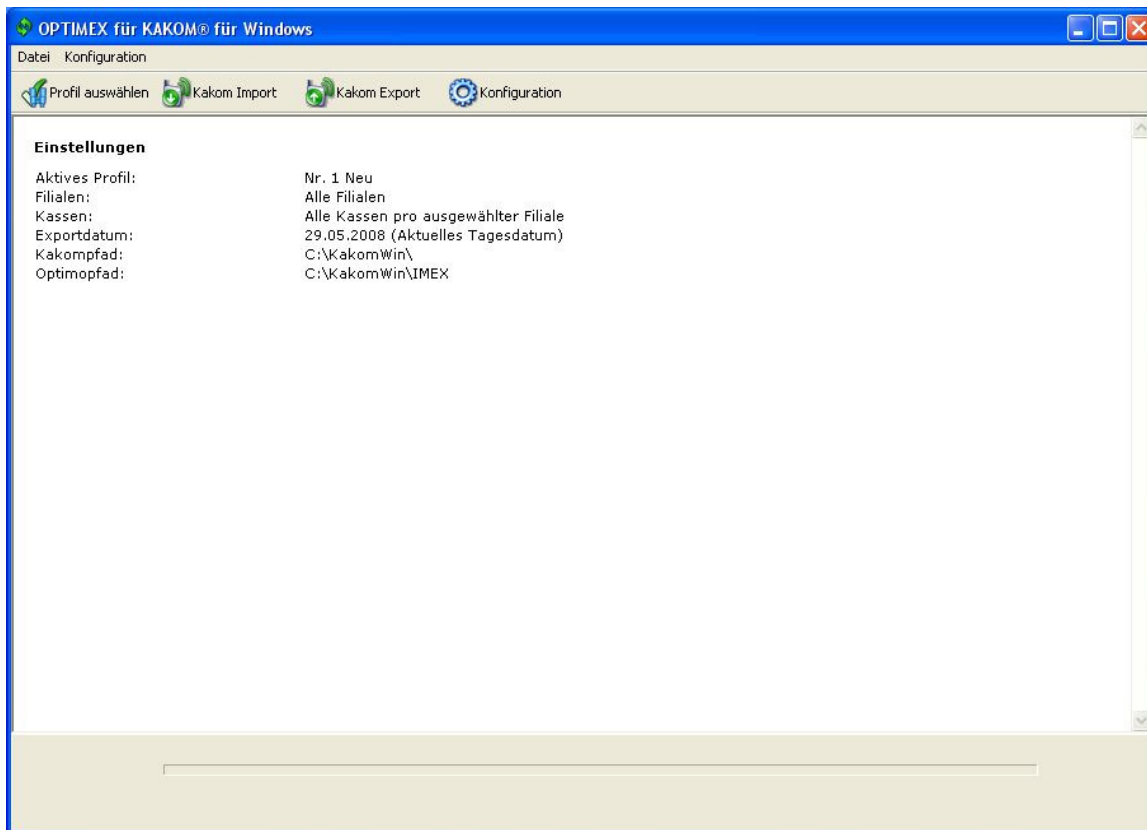 OPTIMEX für KAKOM® für Windows
Datei Konfiguration
Profil auswählen Kakom Import Kakom Export Konfiguration
Einstellungen
Aktives Profil: Nr. 1 Neu
Filialen: Alle Filialen
Kassen: Alle Kassen pro ausgewählter Filiale
Exportdatum: 29.05.2008 (Aktuelles Tagesdatum)
Kakompfad: C:\KakomWin\
Optimopfad: C:\KakomWin\IMEX